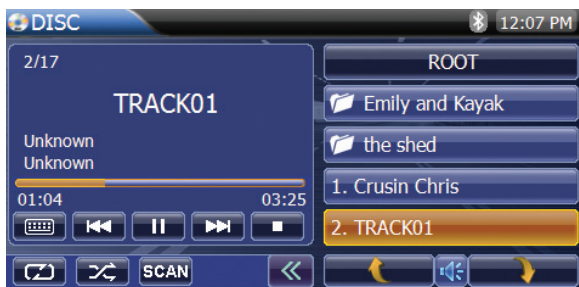 DISC
12:07 PM
2/17
TRACK01
Unknown
Unknown
01:04
03:25
SCAN
ROOT
Emily and Kayak
the shed
1. Crusin Chris
2. TRACK01